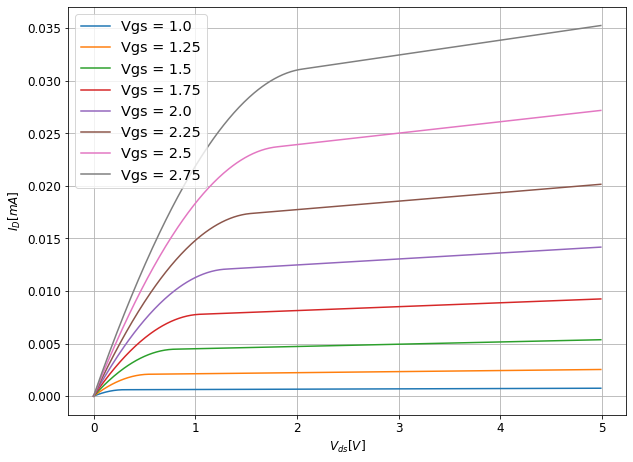 Vgs = 1.0
Vgs = 1.25
Vgs = 1.5
Vgs = 1.75
Vgs = 2.0
Vgs = 2.25
Vgs = 2.5
Vgs = 2.75
0.035
0.030
0.025
0.020
0.015
0.010
0.005
0.000
I_D[mA]
0 1 2 3 4 5
V_ds[V]